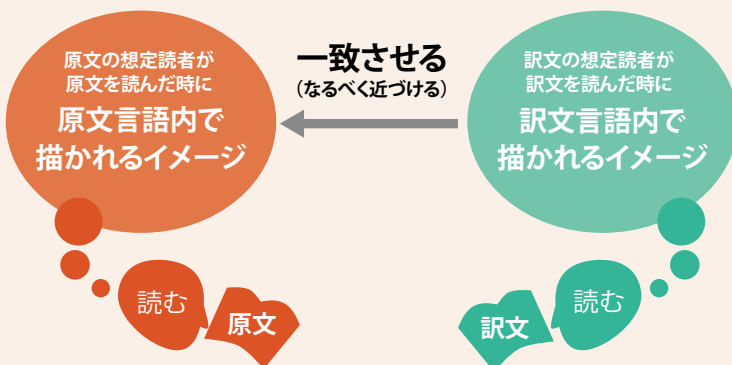 原文の想定読者が
原文を読んだ時に
原文言語内で
描かれるイメージ
一致させる
（なるべく近づける）
訳文の想定読者が
訳文を読んだ時に
訳文言語内で
描かれるイメージ
読む
原文
訳文
読む